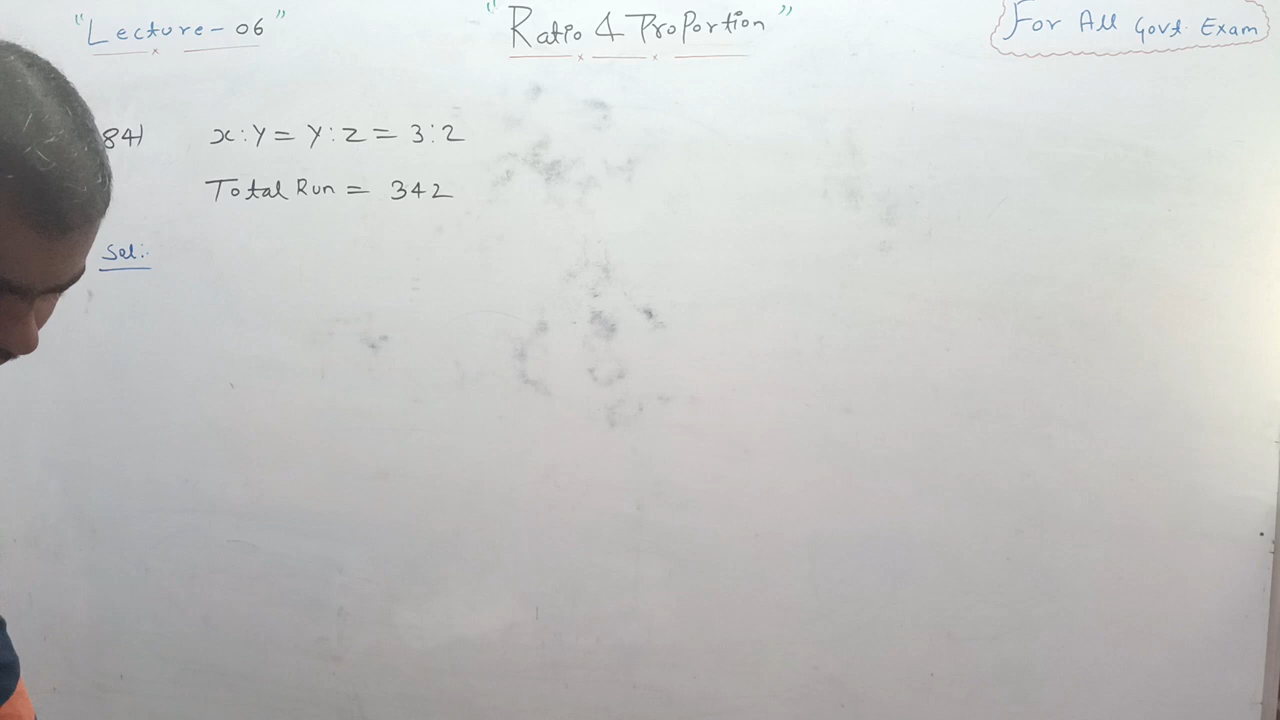 "Lecture - 06"
"Ratio & Proportion"
For All Govt. Exam
84) x : y = y : z = 3 : 2
Total Run = 342
Sol: